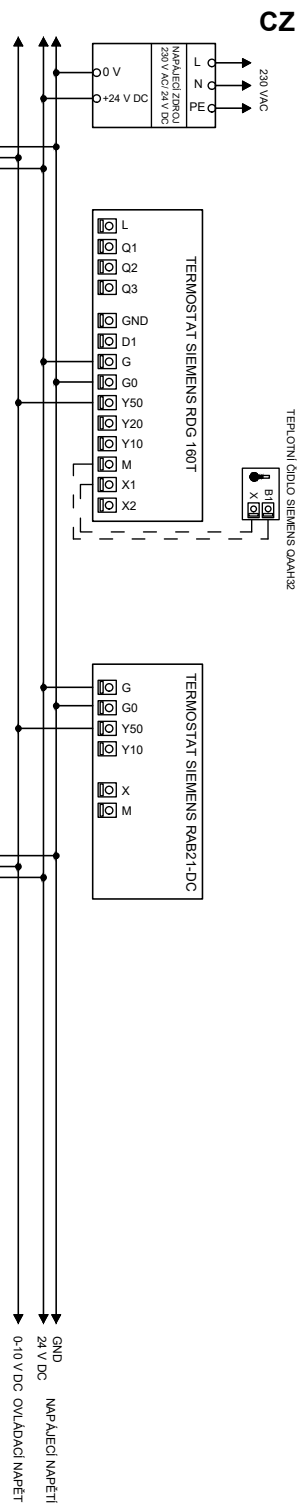 CZ
0 V
+24 V DC
NAPÁJECÍ ZDROJ
230 V AC/ 24 V DC
L
N
PE
230 VAC
L
Q1
Q2
Q3
GND
D1
G
G0
Y50
Y20
Y10
M
X1
X2
TERMOSTAT SIEMENS RDG 160T
TEPLOTNÍ ČIDLO SIEMENS QAAH32
B1
X
G
G0
Y50
Y10
X
M
TERMOSTAT SIEMENS RAB21-DC
GND
24 V DC
NAPÁJECÍ NAPĚTÍ
0-10 V DC OVLÁDACÍ NAPĚT